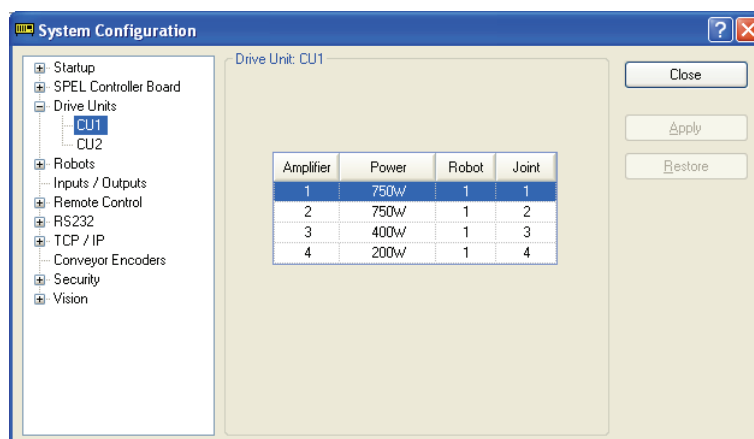 System Configuration
Startup
SPEL Controller Board
Drive Units
CU1
CU2
Robots
Inputs / Outputs
Remote Control
RS232
TCP / IP
Conveyor Encoders
Security
Vision
Drive Unit: CU1
Amplifier Power Robot Joint
1 750W 1 1
2 750W 1 2
3 400W 1 3
4 200W 1 4
Close
Apply
Restore